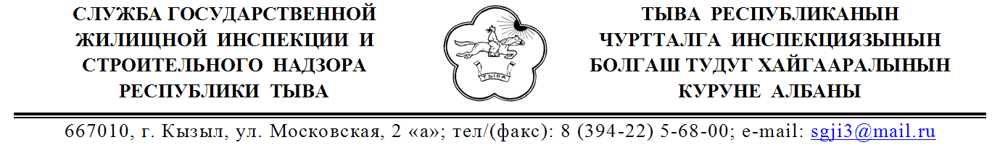 СЛУЖБА ГОСУДАРСТВЕННОЙ
ЖИЛИЩНОЙ ИНСПЕКЦИИ И
СТРОИТЕЛЬНОГО НАДЗОРА
РЕСПУБЛИКИ ТЫВА
ТЫВА
ТЫВА РЕСПУБЛИКАНЫН
ЧУРТТАЛГА ИНСПЕКЦИЯЗЫНЫН
БОЛГАШ ТУДУГ ХАЙГААРАЛЫНЫН
КУРУНЕ АЛБАНЫ
667010, г. Кызыл, ул. Московская, 2 «а»; тел/(факс): 8 (394-22) 5-68-00; e-mail: sgji3@mail.ru